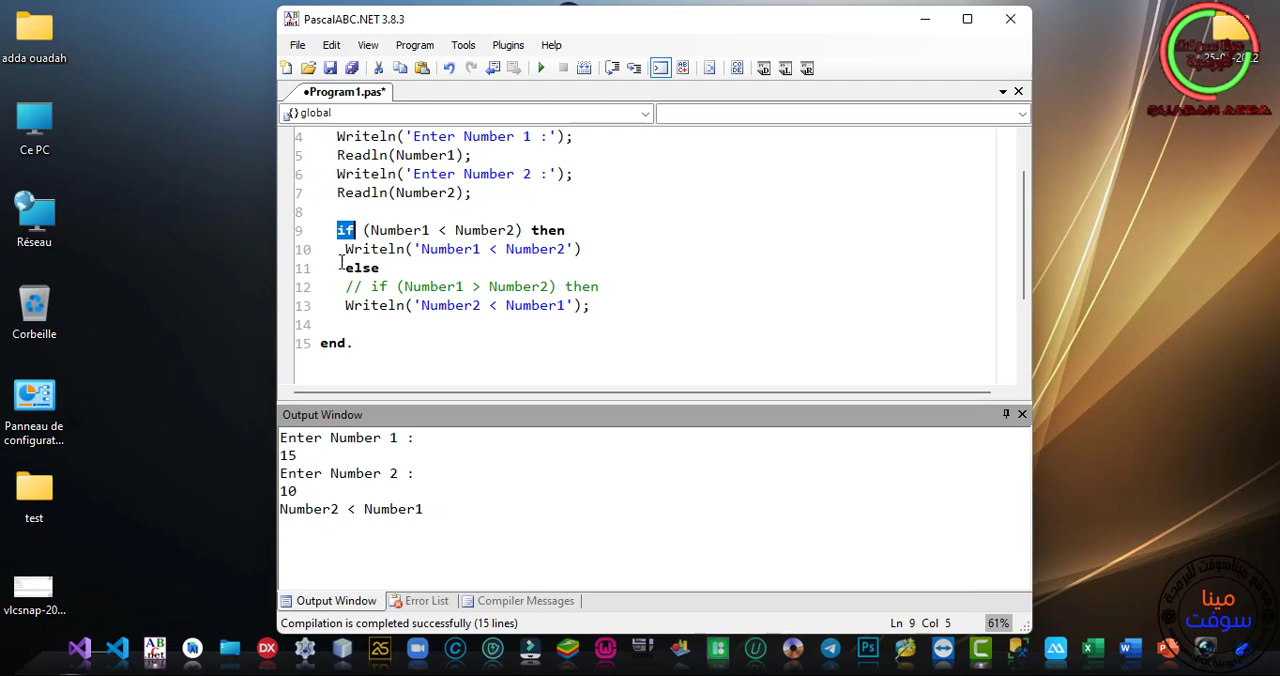 adda ouadah
Ce PC
Réseau
Corbeille
Panneau de
configurat...
test
vlcsnap-20...
PascalABC.NET 3.8.3
File Edit View Program Tools Plugins Help
●Program1.pas*
{} global
4 Writeln('Enter Number 1 :');
5 Readln(Number1);
6 Writeln('Enter Number 2 :');
7 Readln(Number2);
8
9 if (Number1 < Number2) then
10 Writeln('Number1 < Number2')
11 else
12 // if (Number1 > Number2) then
13 Writeln('Number2 < Number1');
14
15 end.
Output Window
Enter Number 1 :
15
Enter Number 2 :
10
Number2 < Number1
Output Window Error List Compiler Messages
Compilation is completed successfully (15 lines) Ln 9 Col 5 61%
مينا
سوفت